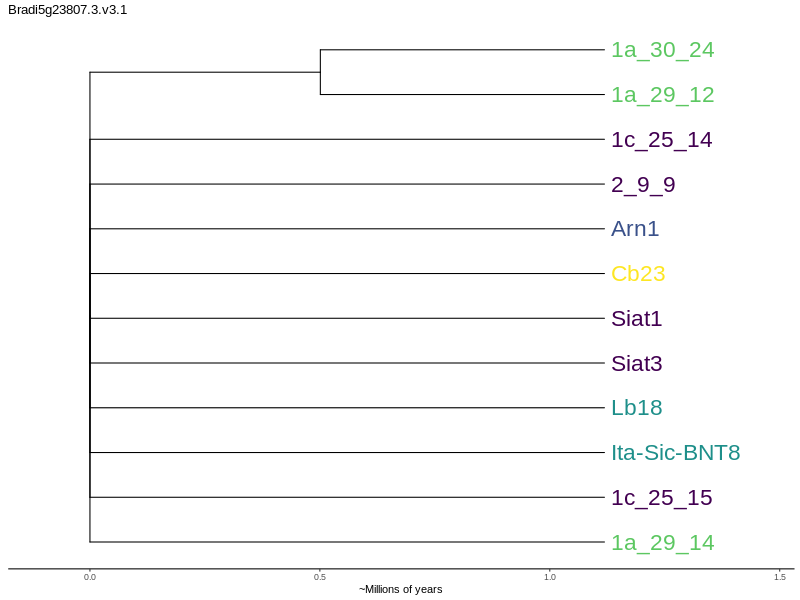 Bradi5g23807.3.v3.1
1a_30_24
1a_29_12
1c_25_14
2_9_9
Arn1
Cb23
Siat1
Siat3
Lb18
Ita-Sic-BNT8
1c_25_15
1a_29_14
0.0 0.5 1.0 1.5
~Millions of years